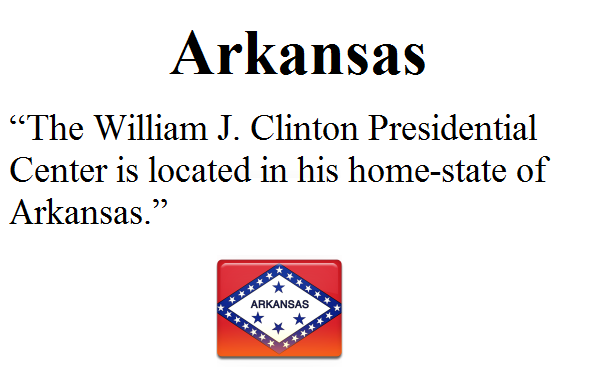 Arkansas
“The William J. Clinton Presidential
Center is located in his home-state of
Arkansas.”
ARKANSAS